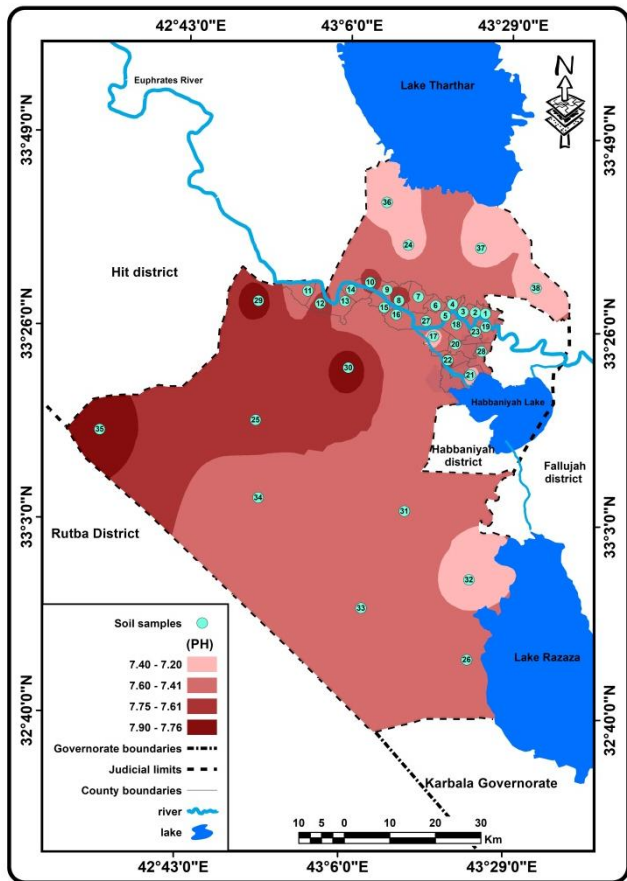 42°43'0"E 43°6'0"E 43°29'0"E
Euphrates River
Lake Tharthar
N
33°49'0"N 33°49'0"N
36
24
37
Hit district
38
10
11 14 9
29 7
12 13 8 6 4 3 2 1
15 16 5
33°26'0"N 27 18 19 33°26'0"N
17 23
20
28
22
30 21
Habbaniyah Lake
25
35
Habbaniyah
district
Fallujah
district
34
31
33°3'0"N 33°3'0"N
Rutba District
32
33
Soil samples
(PH)
26
Lake Razaza
7.40 - 7.20
7.60 - 7.41
7.75 - 7.61
7.90 - 7.76
32°40'0"N 32°40'0"N
Governorate boundaries
Judicial limits
County boundaries
river
lake
Karbala Governorate
10 5 0 10 20 30
Km
42°43'0"E 43°6'0"E 43°29'0"E